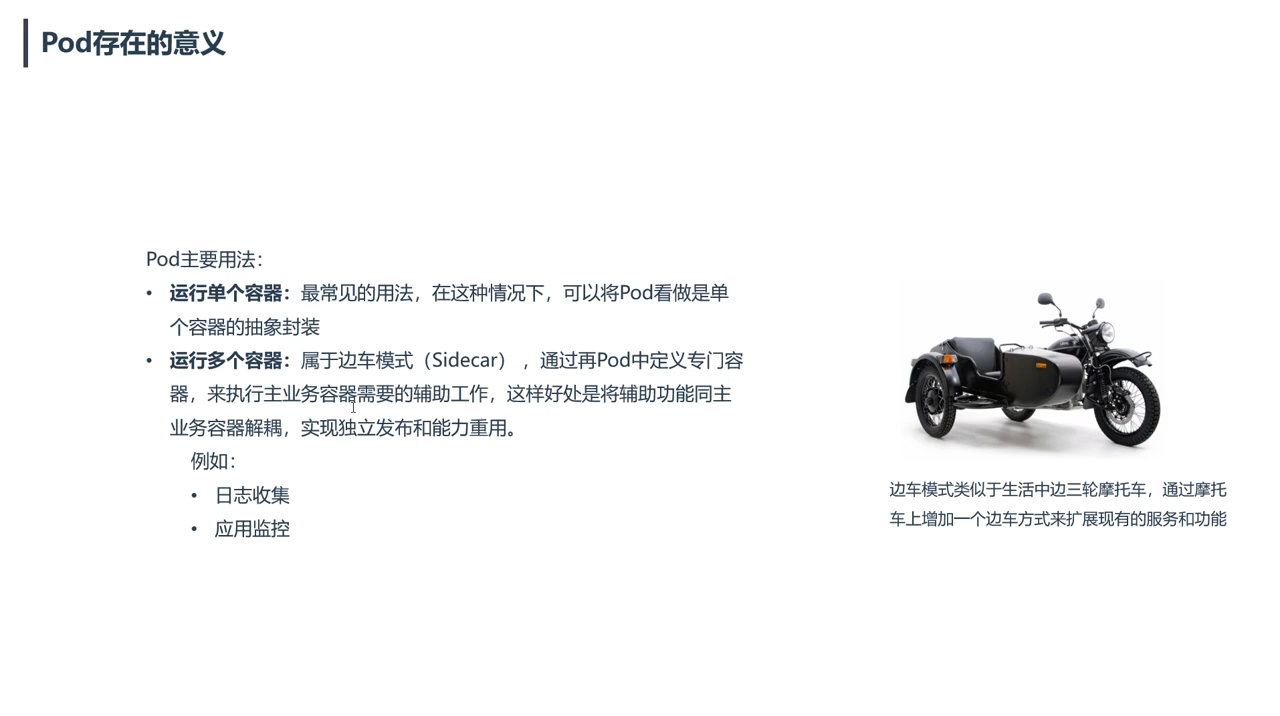 Pod存在的意义
Pod主要用法：
• 运行单个容器：最常见的用法，在这种情况下，可以将Pod看做是单
个容器的抽象封装
• 运行多个容器：属于边车模式（Sidecar），通过再Pod中定义专门容
器，来执行主业务容器需要的辅助工作，这样好处是将辅助功能同主
业务容器解耦，实现独立发布和能力重用。
例如：
• 日志收集
• 应用监控
边车模式类似于生活中边三轮摩托车，通过摩托
车上增加一个边车方式来扩展现有的服务和功能